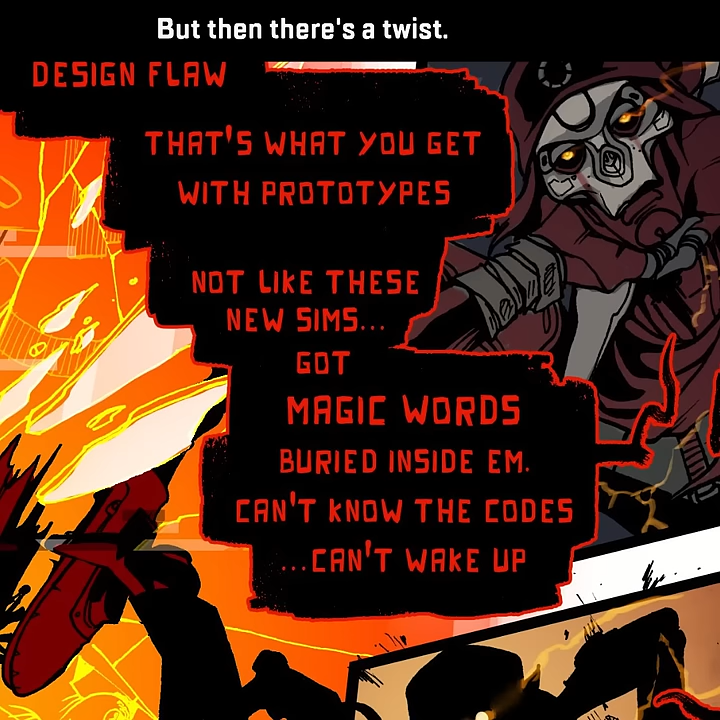 But then there's a twist.
DESIGN FLAW
THAT'S WHAT YOU GET
WITH PROTOTYPES
NOT LIKE THESE
NEW SIMS...
GOT
MAGIC WORDS
BURIED INSIDE EM.
CAN'T KNOW THE CODES
...CAN'T WAKE UP